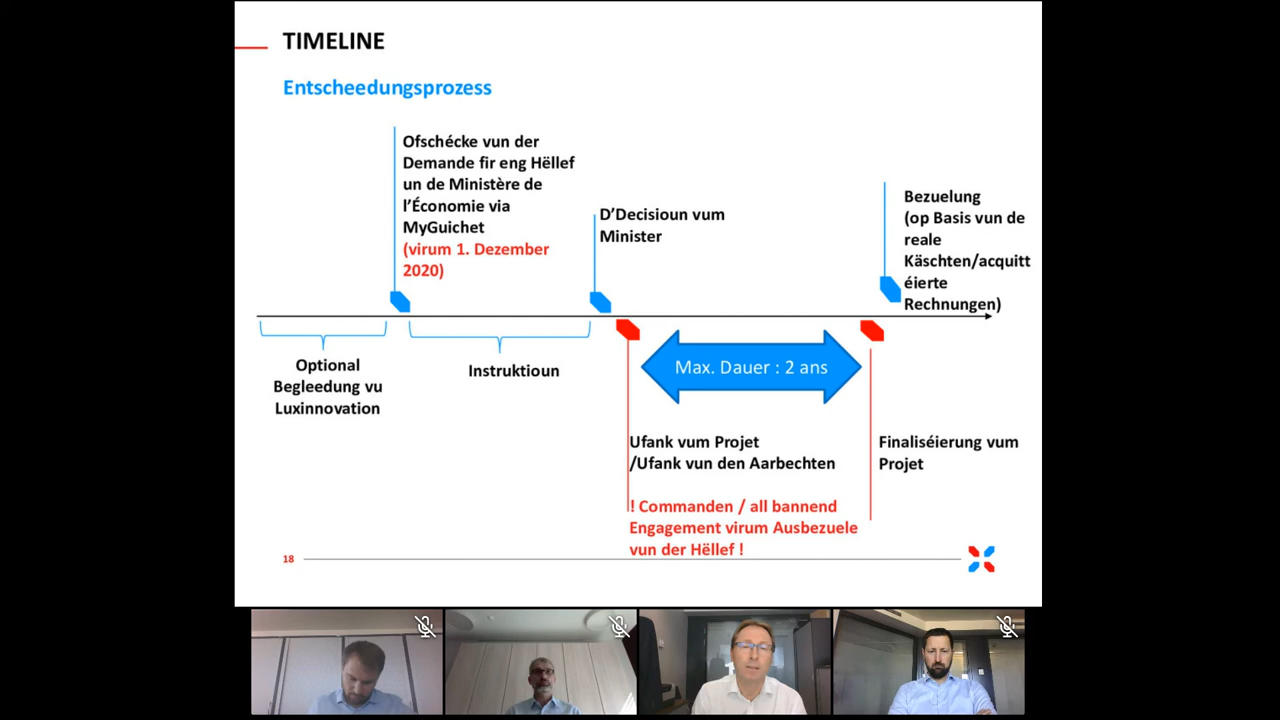 TIMELINE
Entscheedungsprozess
Ofschécke vun der
Demande fir eng Hëllef
un de Ministère de
l’Économie via
MyGuichet
(virum 1. Dezember
2020)
D’Decisioun vum
Minister
Bezuelung
(op Basis vun de
reale
Käschten/acquitt
éierte
Rechnungen)
Optional
Begleedung vu
Luxinnovation
Instruktioun
Max. Dauer : 2 ans
Ufank vum Projet
/Ufank vun den Aarbechten
! Commanden / all bannend
Engagement virum Ausbezuele
vun der Hëllef !
Finaliséierung vum
Projet
18